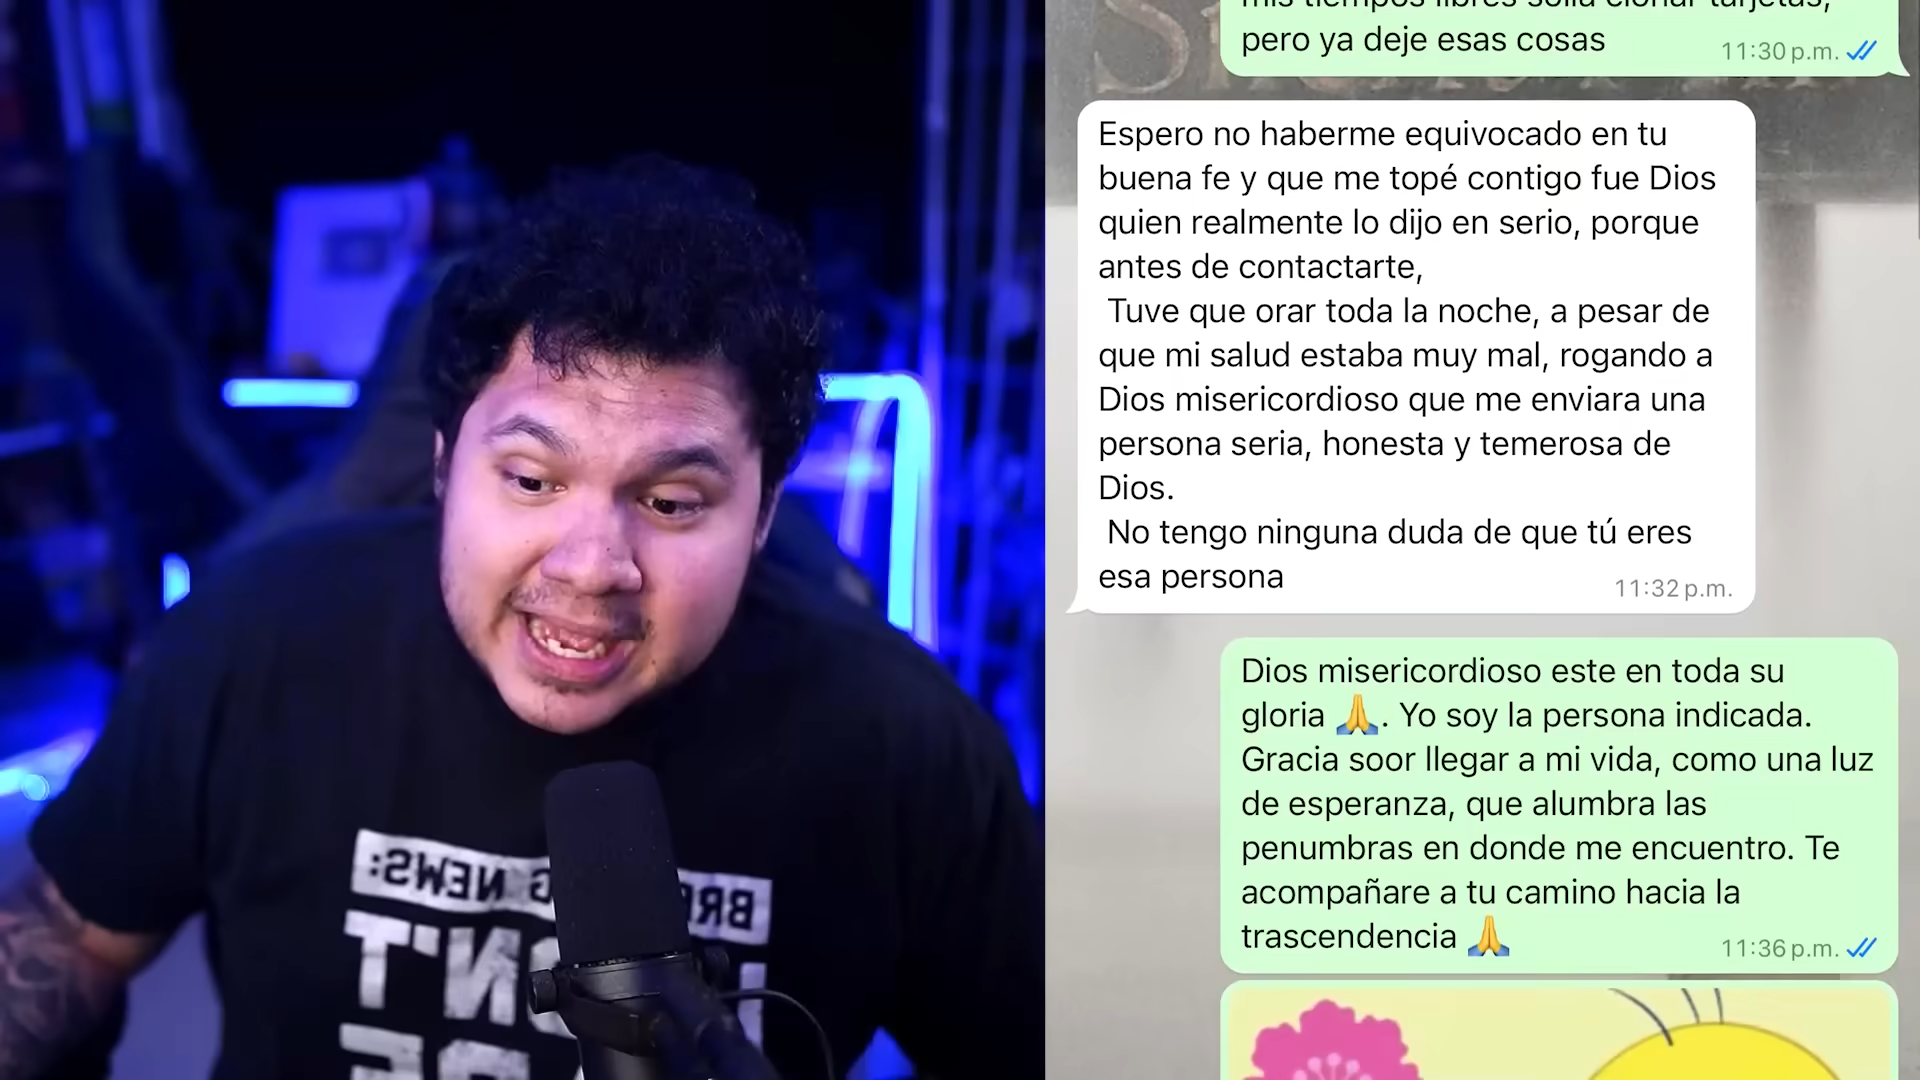 pero ya deje esas cosas
11:30 p.m.
Espero no haberme equivocado en tu
buena fe y que me topé contigo fue Dios
quien realmente lo dijo en serio, porque
antes de contactarte,
Tuve que orar toda la noche, a pesar de
que mi salud estaba muy mal, rogando a
Dios misericordioso que me enviara una
persona seria, honesta y temerosa de
Dios.
No tengo ninguna duda de que tú eres
esa persona
11:32 p.m.
Dios misericordioso este en toda su
gloria 🙏. Yo soy la persona indicada.
Gracia soor llegar a mi vida, como una luz
de esperanza, que alumbra las
penumbras en donde me encuentro. Te
acompañare a tu camino hacia la
trascendencia 🙏
11:36 p.m.
NEWS: